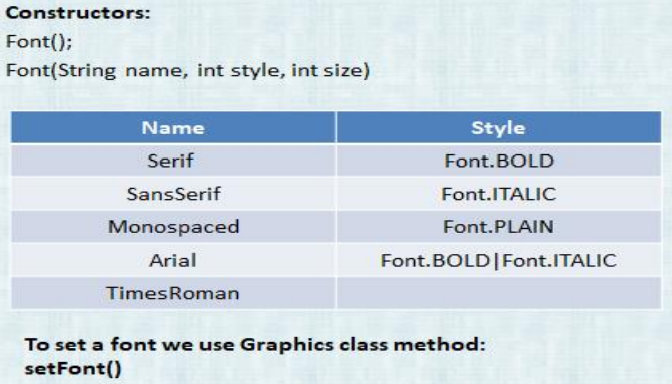 Constructors:
Font();
Font(String name, int style, int size)
Name Style
Serif Font.BOLD
SansSerif Font.ITALIC
Monospaced Font.PLAIN
Arial Font.BOLD|Font.ITALIC
TimesRoman
To set a font we use Graphics class method:
setFont()